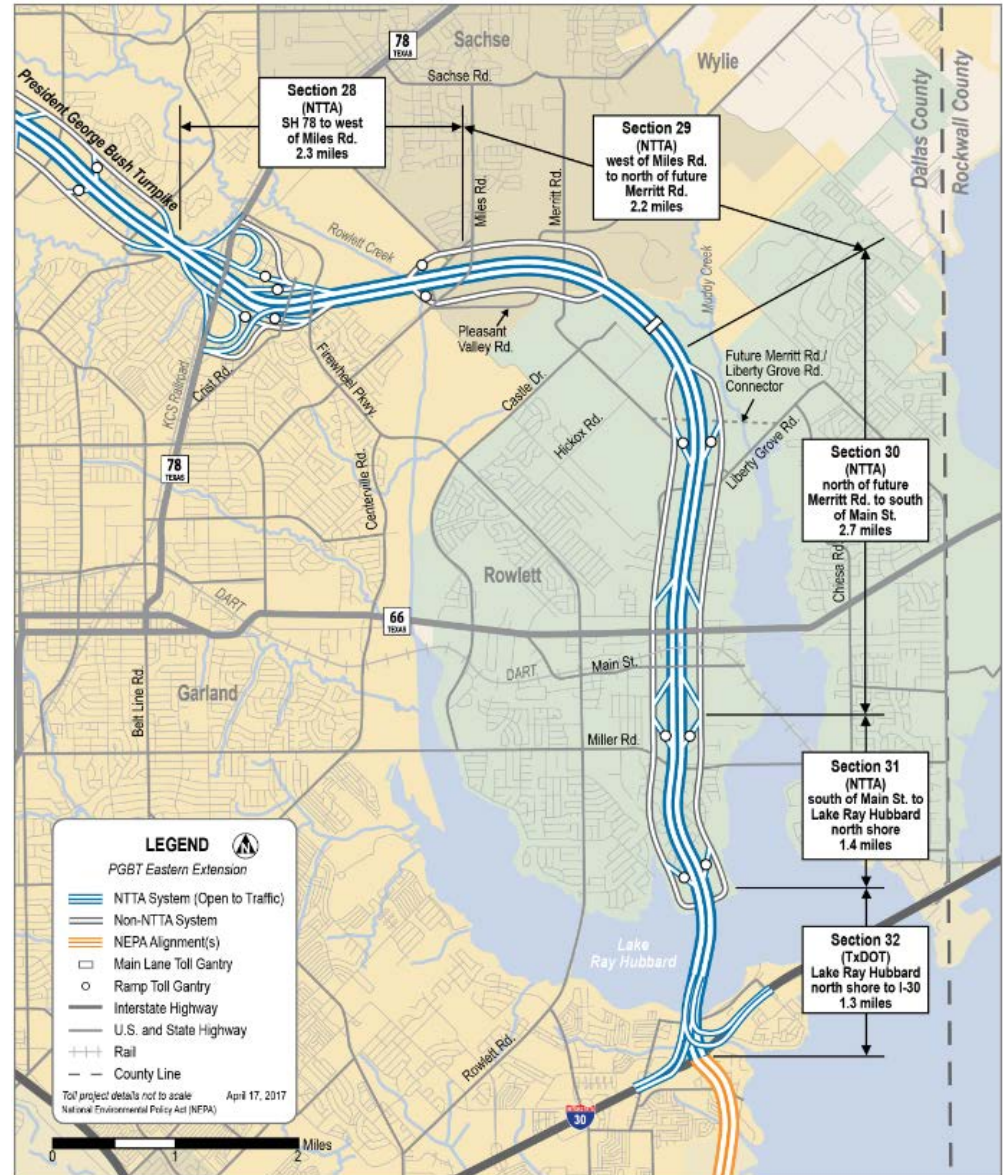 78
TEXAS
Sachse
Sachse Rd.
Wylie
Dallas County
Rockwall County
President George Bush Turnpike
Section 28
(NTTA)
SH 78 to west
of Miles Rd.
2.3 miles
Section 29
(NTTA)
west of Miles Rd.
to north of future
Merritt Rd.
2.2 miles
Miles Rd.
Merritt Rd.
Rowlett Creek
Muddy Creek
Pleasant
Valley Rd.
Future Merritt Rd./
Liberty Grove Rd.
Connector
KCS Railroad
Crist Rd.
Firewheel Pkwy.
Castle Dr.
Hickox Rd.
Liberty Grove Rd.
78
TEXAS
Centerville Rd.
Section 30
(NTTA)
north of future
Merritt Rd. to south
of Main St.
2.7 miles
Rowlett
Chiesa Rd.
DART
66
TEXAS
DART
Main St.
Garland
Belt Line Rd.
Miller Rd.
Section 31
(NTTA)
south of Main St. to
Lake Ray Hubbard
north shore
1.4 miles
Lake
Ray Hubbard
Section 32
(TxDOT)
Lake Ray Hubbard
north shore to I-30
1.3 miles
Rowlett Rd.
30
LEGEND
N
PGBT Eastern Extension
NTTA System (Open to Traffic)
Non-NTTA System
NEPA Alignment(s)
Main Lane Toll Gantry
Ramp Toll Gantry
Interstate Highway
U.S. and State Highway
Rail
County Line
Toll project details not to scale April 17, 2017
National Environmental Policy Act (NEPA)
0 1 2 Miles